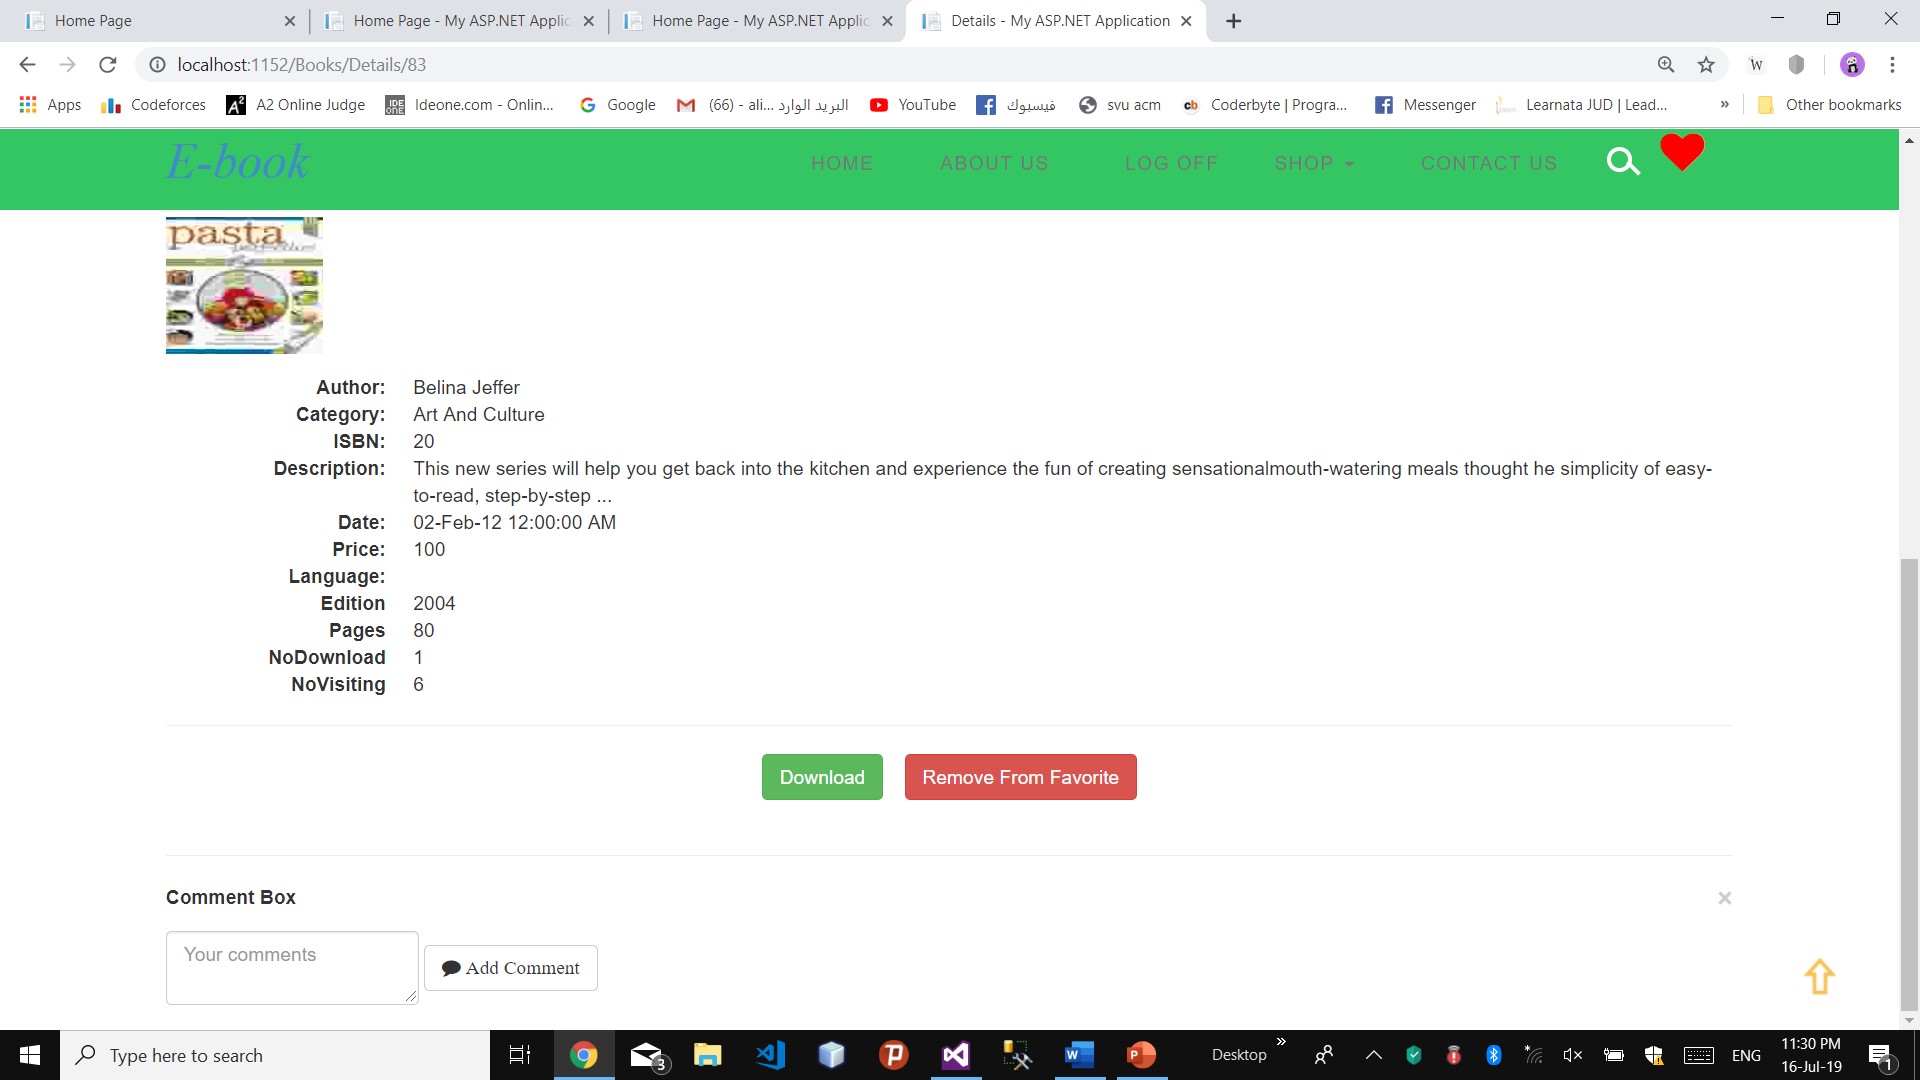 Home Page
Home Page - My ASP.NET Applic
Home Page - My ASP.NET Applic
Details - My ASP.NET Application
localhost:1152/Books/Details/83
W
Apps
Codeforces
A2 Online Judge
Ideone.com - Onlin...
Google
(66) - ali... البريد الوارد
YouTube
فيسبوك
svu acm
Coderbyte | Progra...
Messenger
Learnata JUD | Lead...
»
Other bookmarks
E-book
HOME
ABOUT US
LOG OFF
SHOP
CONTACT US
pasta
Author: Belina Jeffer
Category: Art And Culture
ISBN: 20
Description: This new series will help you get back into the kitchen and experience the fun of creating sensationalmouth-watering meals thought he simplicity of easy-
to-read, step-by-step ...
Date: 02-Feb-12 12:00:00 AM
Price: 100
Language:
Edition 2004
Pages 80
NoDownload 1
NoVisiting 6
Download
Remove From Favorite
Comment Box
×
Your comments
Add Comment
Type here to search
3
Desktop
»
ENG
11:30 PM
16-Jul-19
1